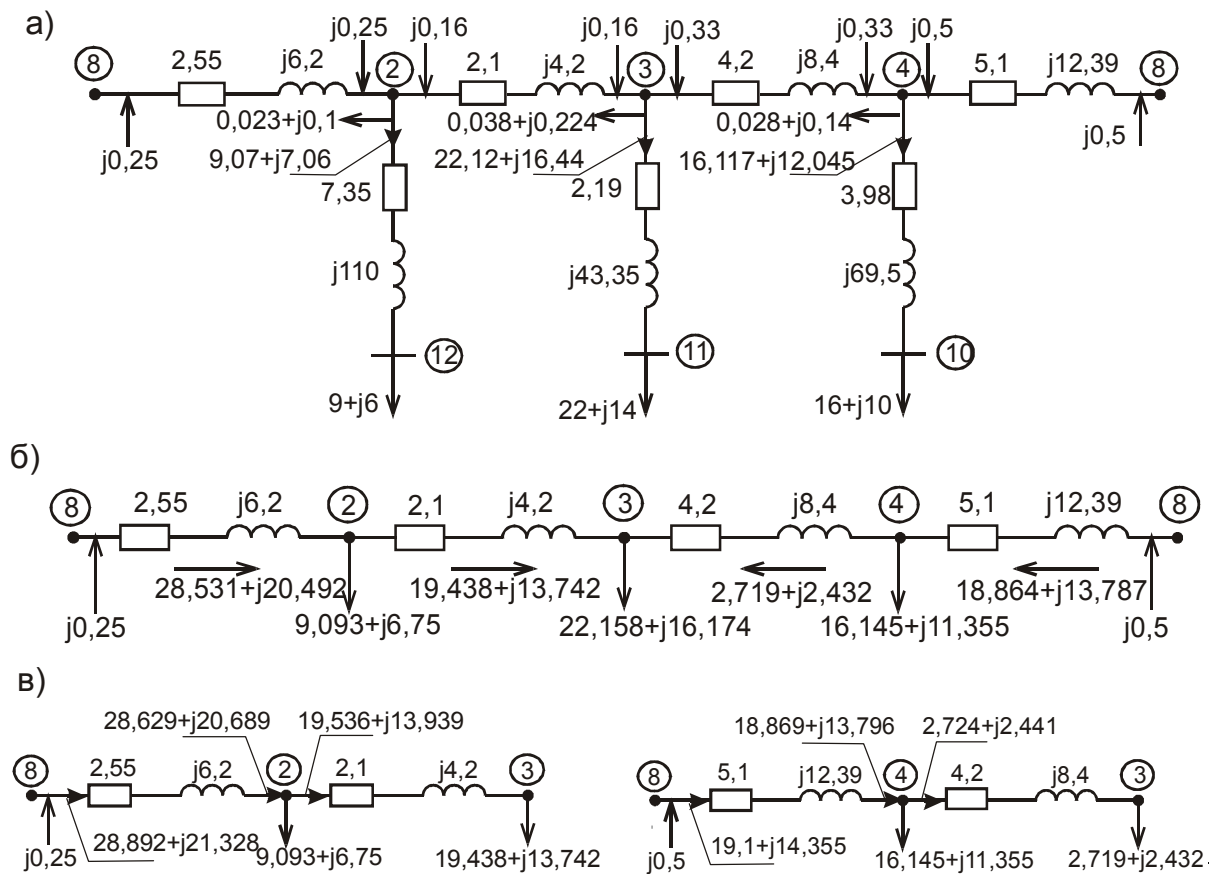 а)
j0,25
j0,16
j0,16
j0,33
j0,33
j0,5
8
2,55
j6,2
2
2,1
j4,2
3
4,2
j8,4
4
5,1
j12,39
8
j0,25
0,023+j0,1
0,038+j0,224
0,028+j0,14
j0,5
9,07+j7,06
22,12+j16,44
16,117+j12,045
7,35
2,19
3,98
j110
j43,35
j69,5
12
11
10
9+j6
22+j14
16+j10
б)
8
2,55
j6,2
2
2,1
j4,2
3
4,2
j8,4
4
5,1
j12,39
8
28,531+j20,492
19,438+j13,742
2,719+j2,432
18,864+j13,787
j0,25
9,093+j6,75
22,158+j16,174
16,145+j11,355
j0,5
в)
28,629+j20,689
19,536+j13,939
8
2,55
j6,2
2
2,1
j4,2
3
j0,25
28,892+j21,328
9,093+j6,75
19,438+j13,742
18,869+j13,796
2,724+j2,441
8
5,1
j12,39
4
4,2
j8,4
3
j0,5
19,1+j14,355
16,145+j11,355
2,719+j2,432